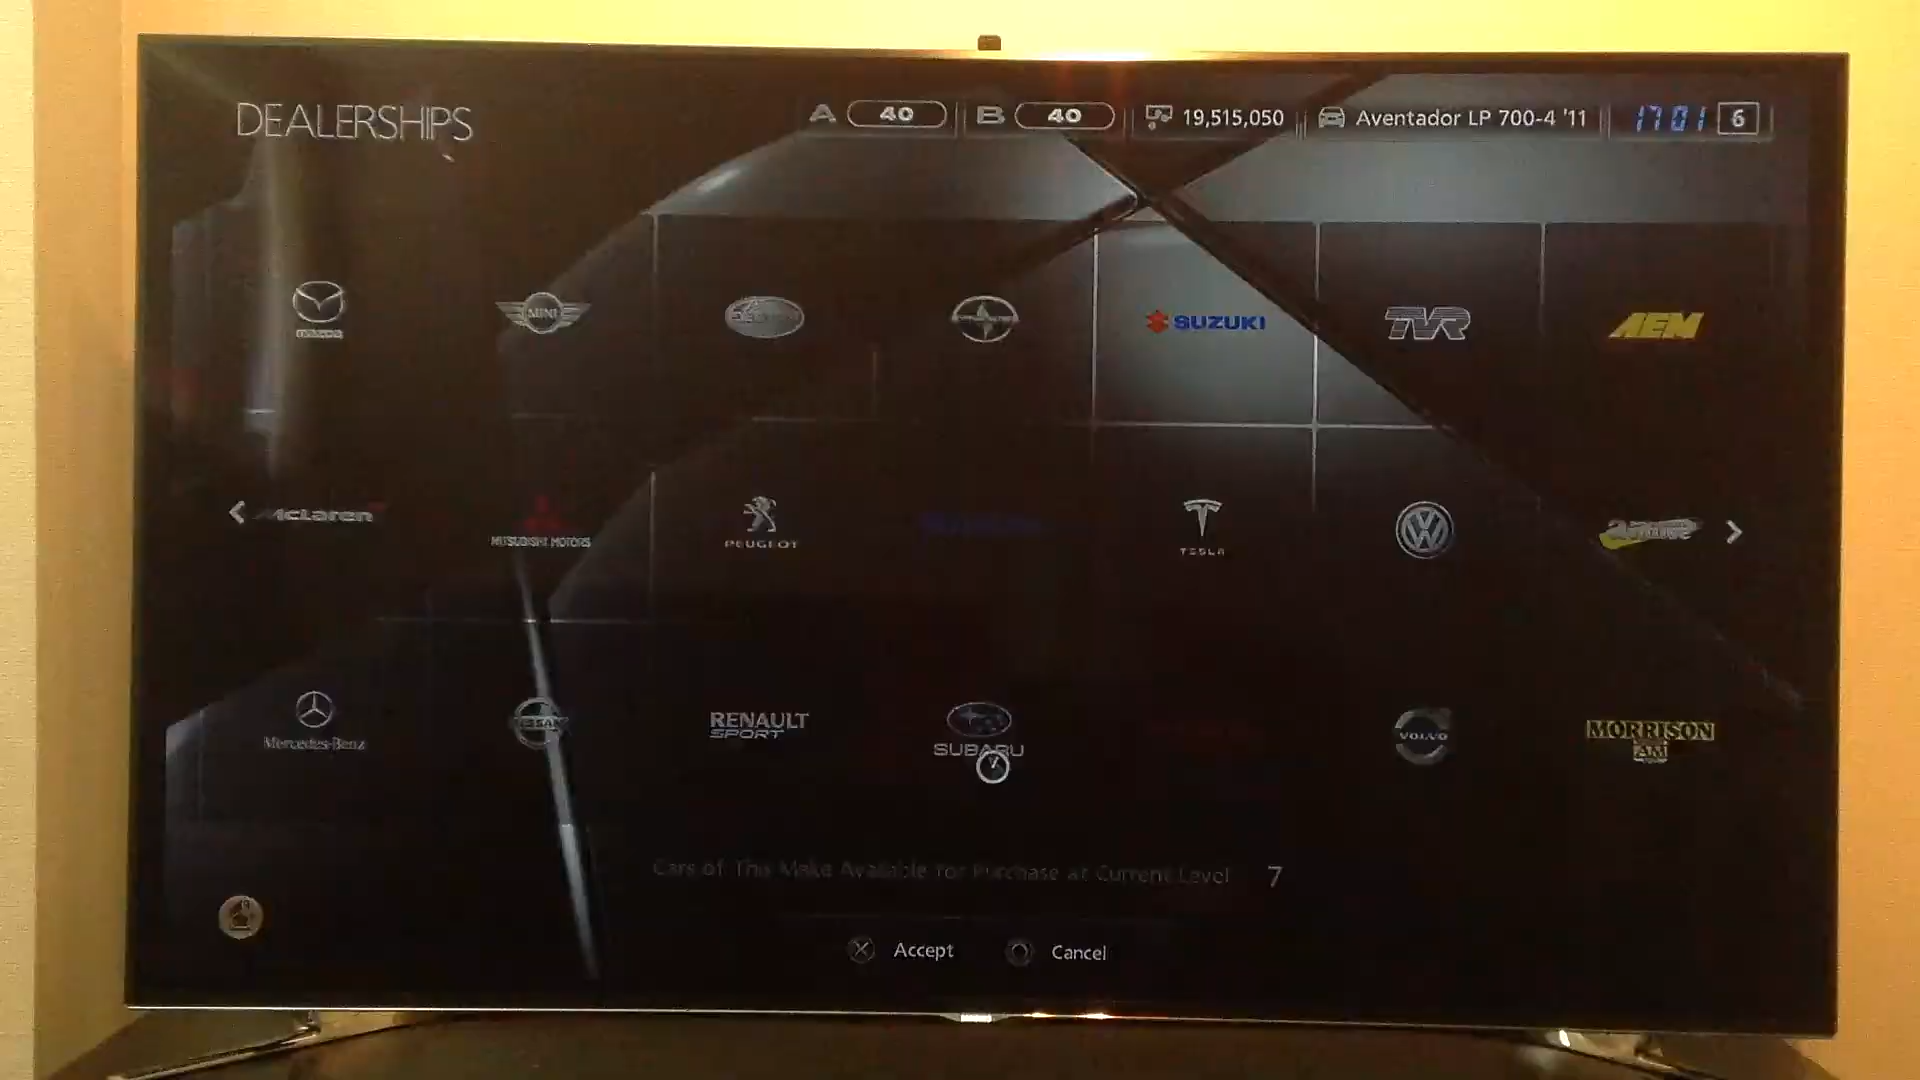 DEALERSHIPS
A 40 B 40 19,515,050 Aventador LP 700-4 '11 1701 6
mazda
MINI
SUZUKI
TVR
AEM
McLaren
MITSUBISHI MOTORS
PEUGEOT
TESLA
Mercedes-Benz
NISSAN
RENAULT
SPORT
SUBARU
VOLVO
MORRISON
AM
Cars of This Make Available for Purchase at Current Level 7
Accept Cancel